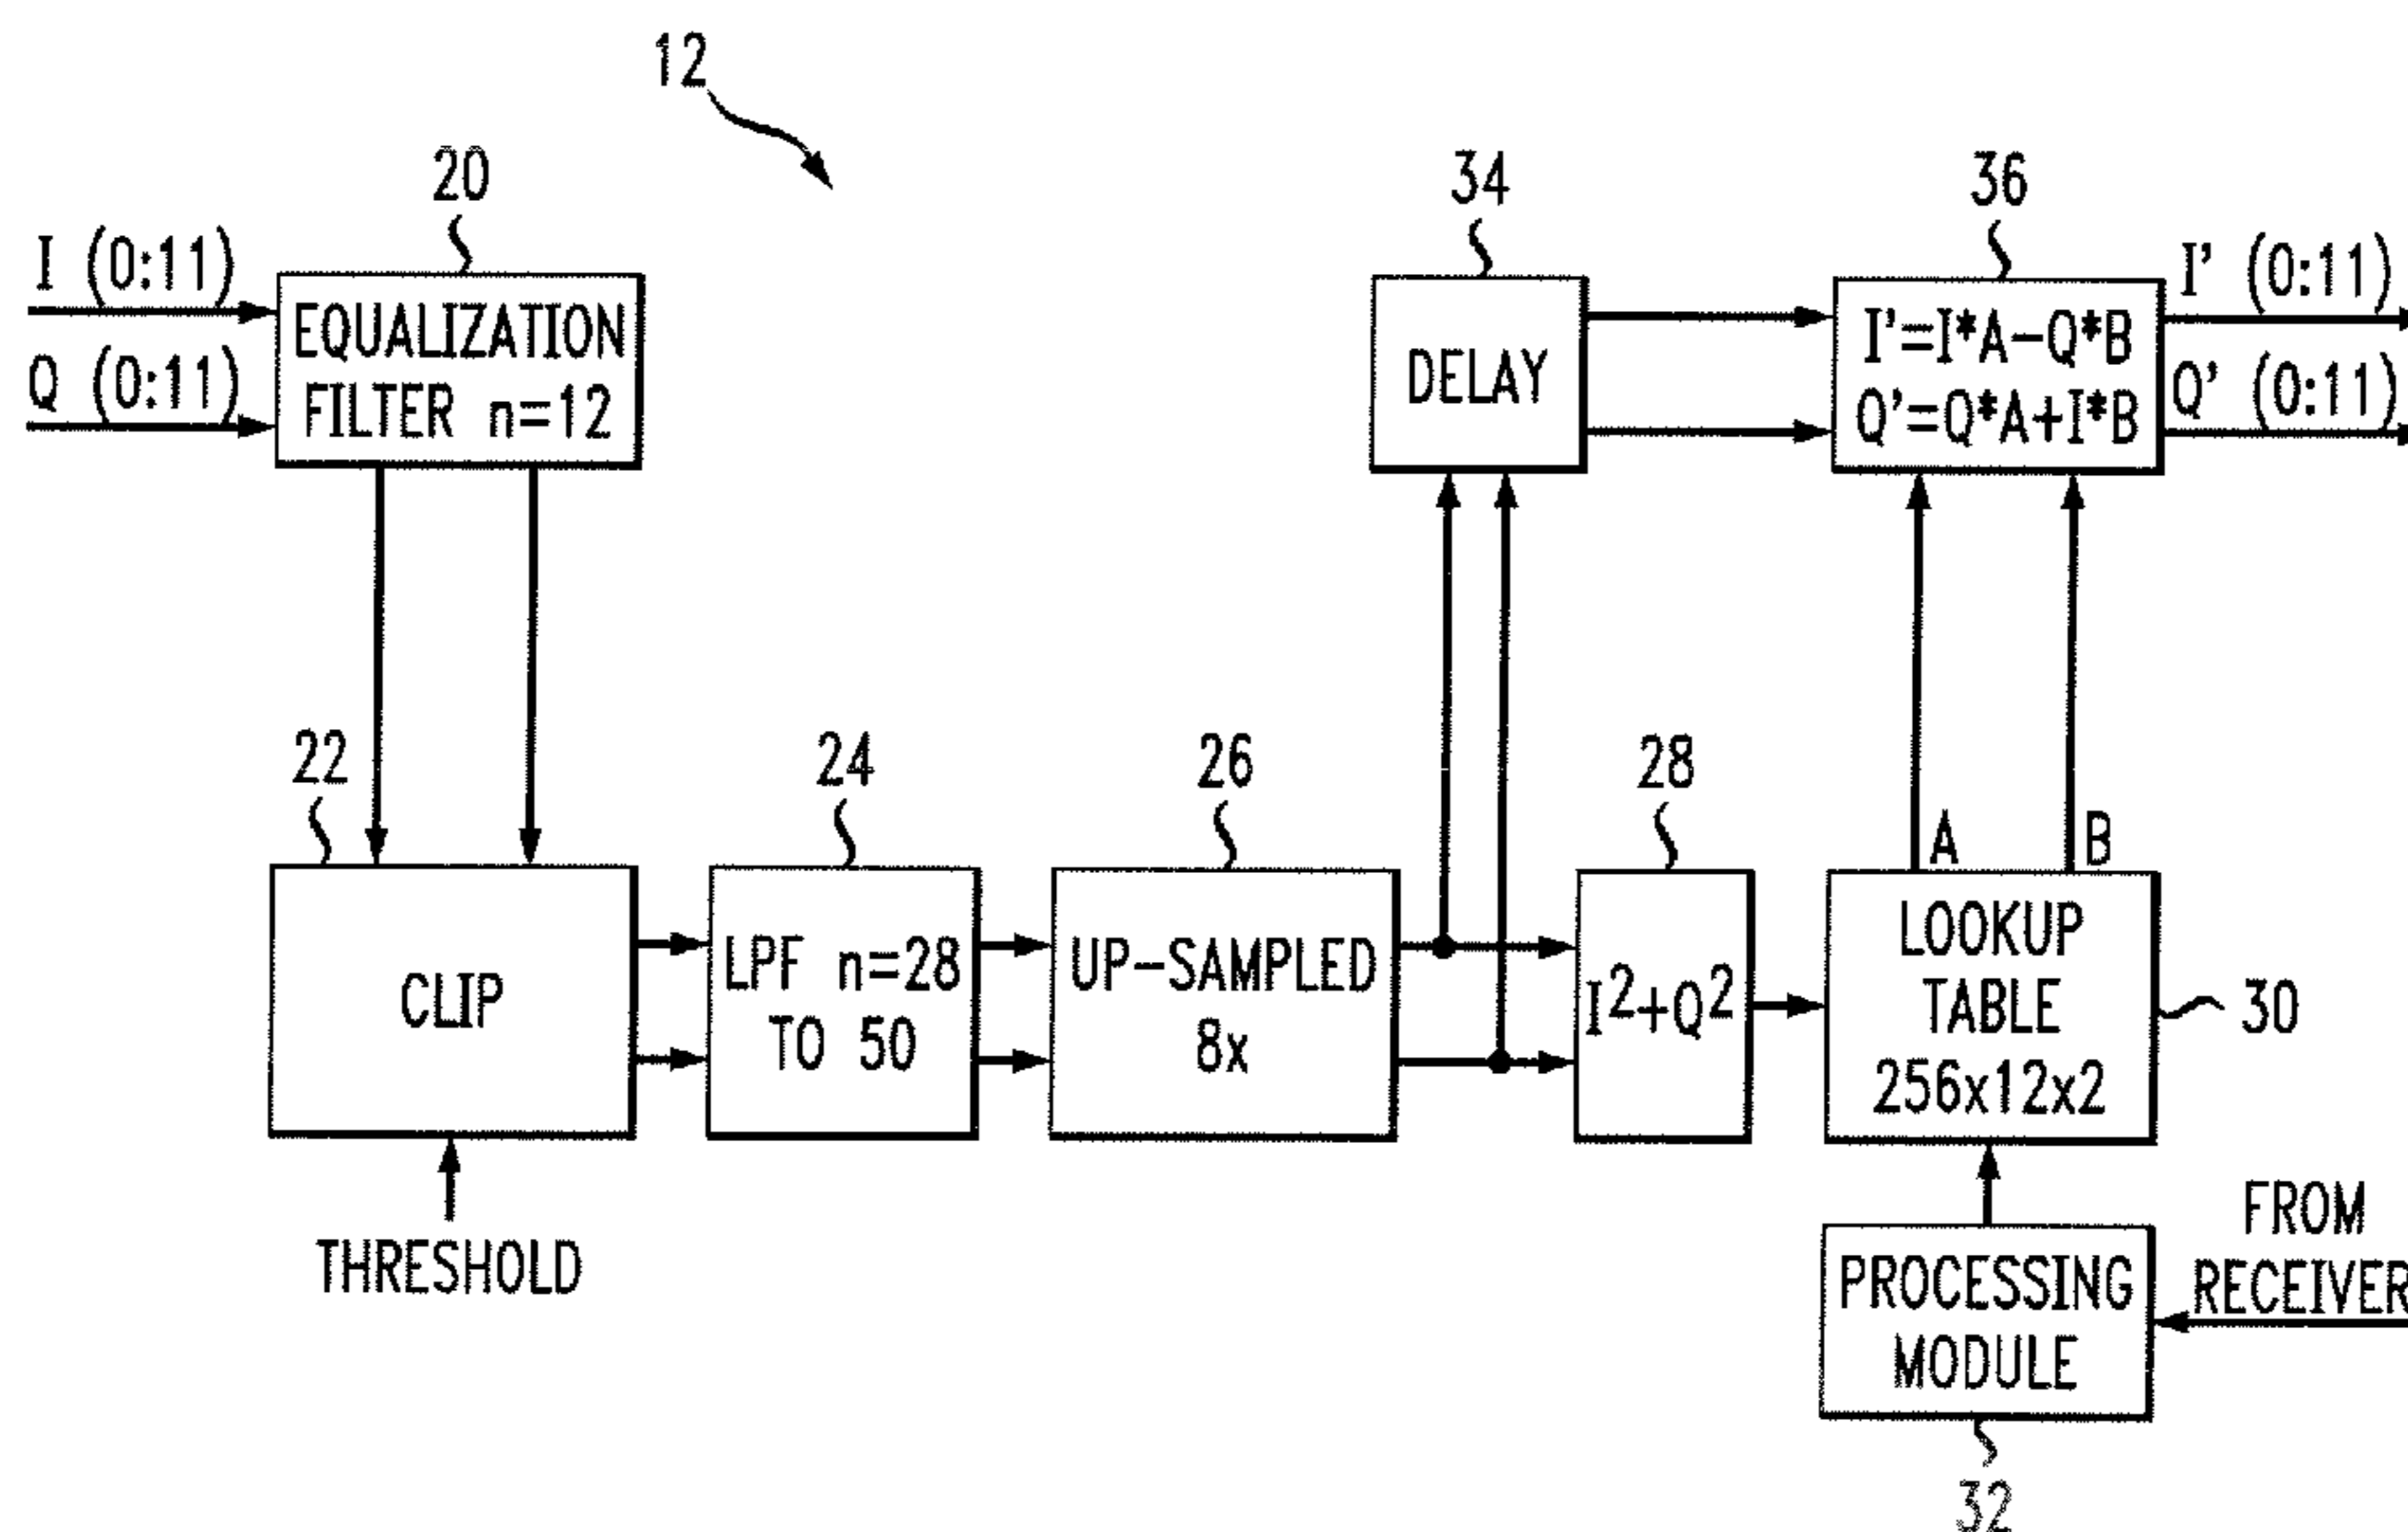 12
20
34
36
I (0:11)
Q (0:11)
EQUALIZATION
FILTER n=12
DELAY
I'=I*A-Q*B
Q'=Q*A+I*B
I' (0:11)
Q' (0:11)
22
24
26
28
A
B
CLIP
LPF n=28
TO 50
UP-SAMPLED
8x
I²+Q²
LOOKUP
TABLE
256x12x2
30
THRESHOLD
PROCESSING
MODULE
FROM
RECEIVER
32